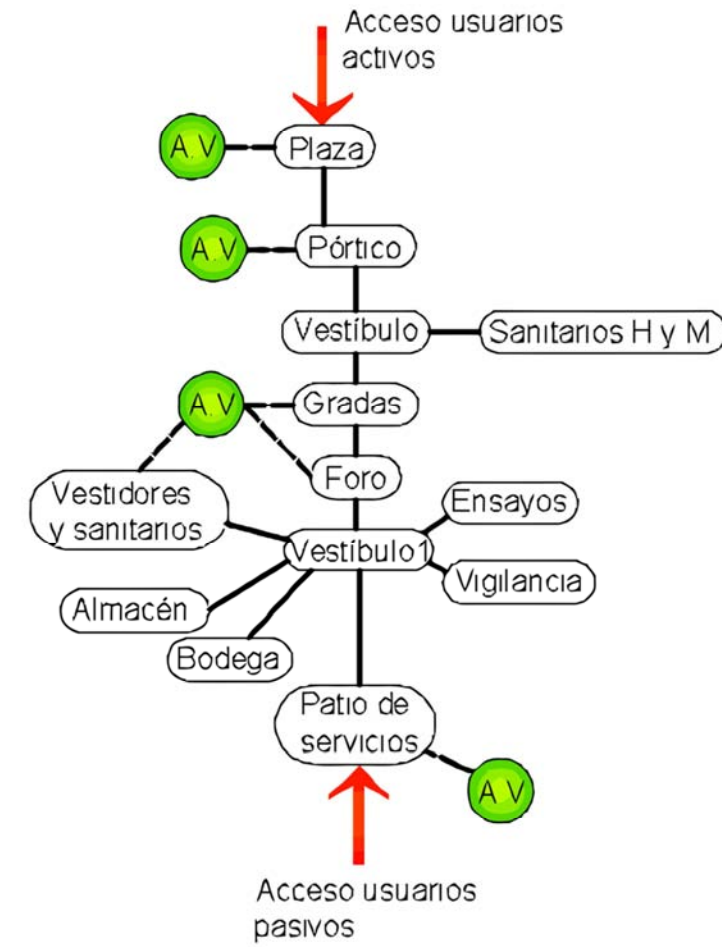 Acceso usuarios
activos
A.V
Plaza
A.V
Pórtico
Vestíbulo
Sanitarios H y M
A.V
Gradas
Foro
Vestidores
y sanitarios
Ensayos
Vestíbulo1
Vigilancia
Almacén
Bodega
Patio de
servicios
A.V
Acceso usuarios
pasivos